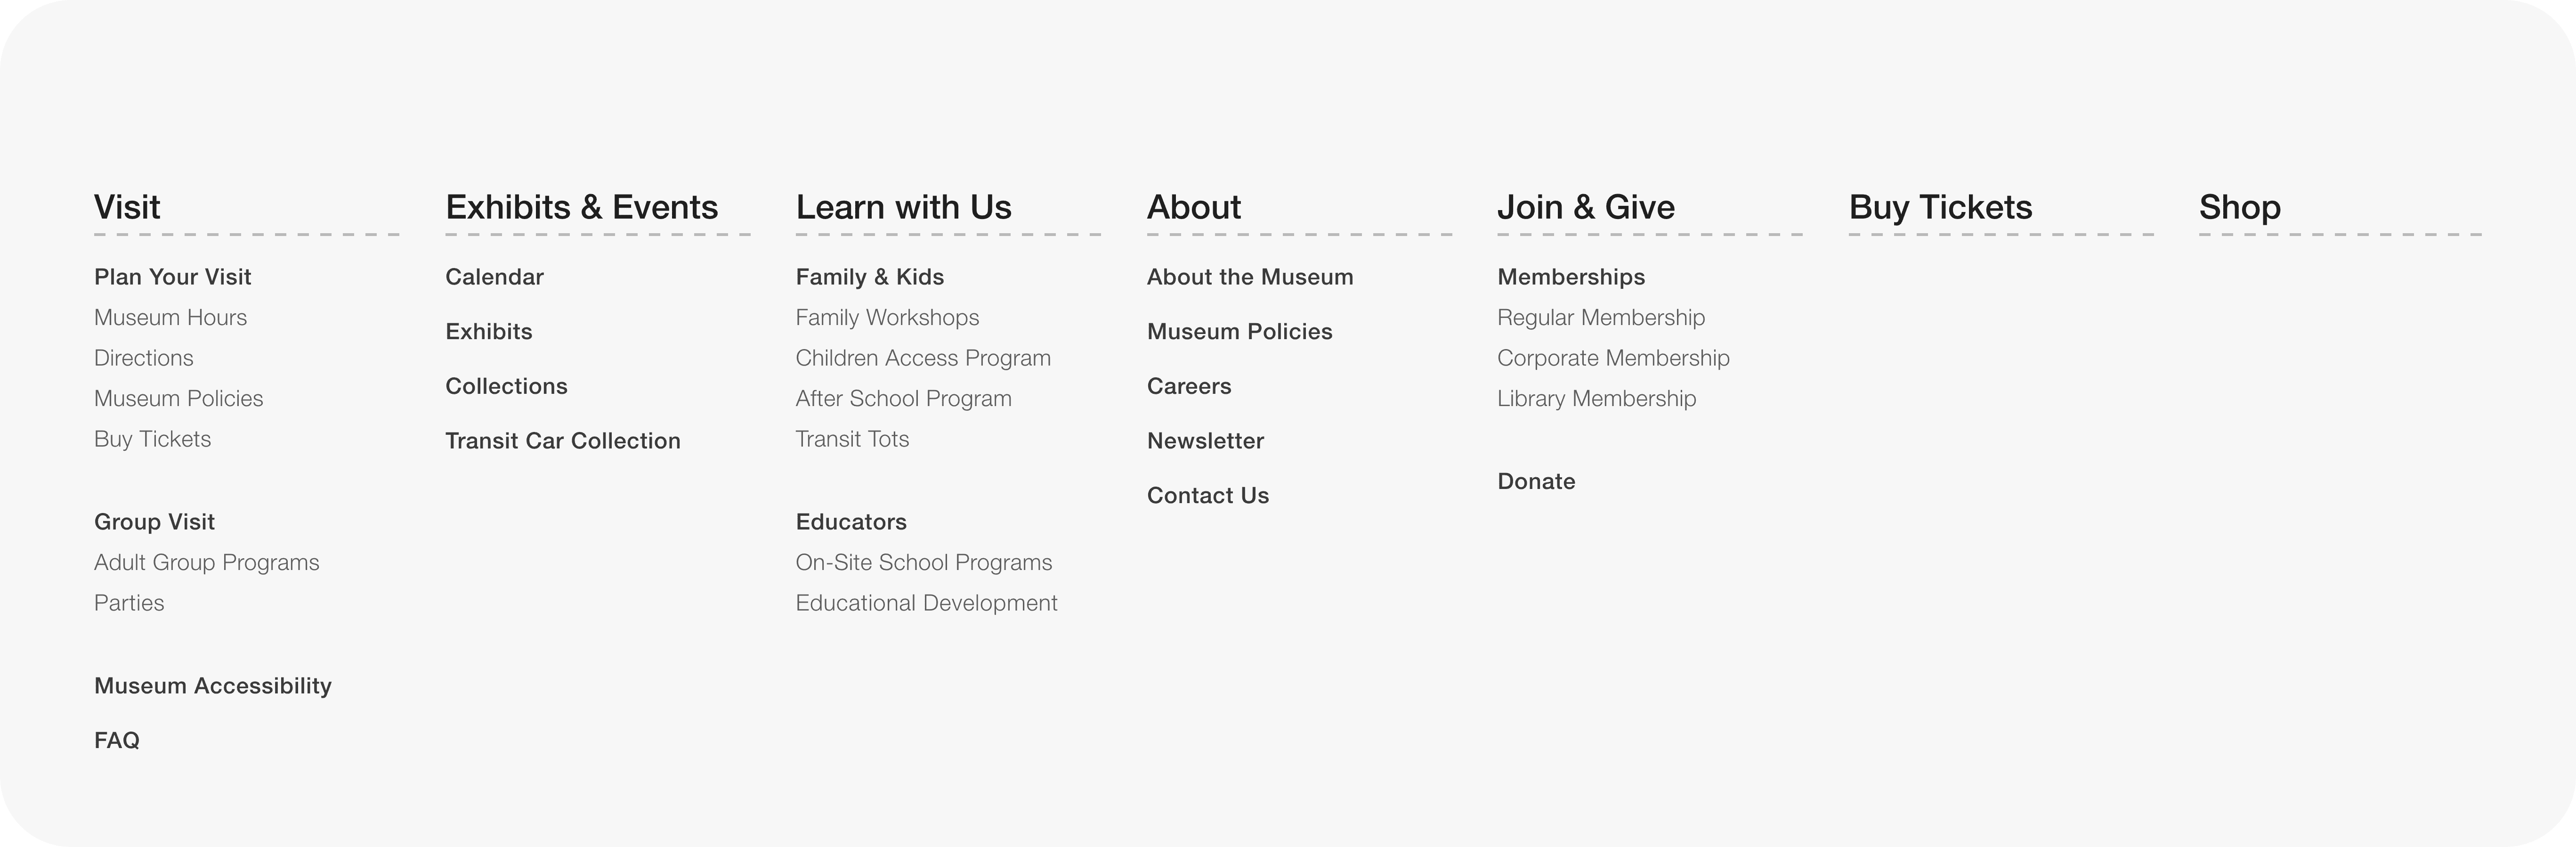 Visit
Plan Your Visit
Museum Hours
Directions
Museum Policies
Buy Tickets
Group Visit
Adult Group Programs
Parties
Museum Accessibility
FAQ
Exhibits & Events
Calendar
Exhibits
Collections
Transit Car Collection
Learn with Us
Family & Kids
Family Workshops
Children Access Program
After School Program
Transit Tots
Educators
On-Site School Programs
Educational Development
About
About the Museum
Museum Policies
Careers
Newsletter
Contact Us
Join & Give
Memberships
Regular Membership
Corporate Membership
Library Membership
Donate
Buy Tickets
Shop